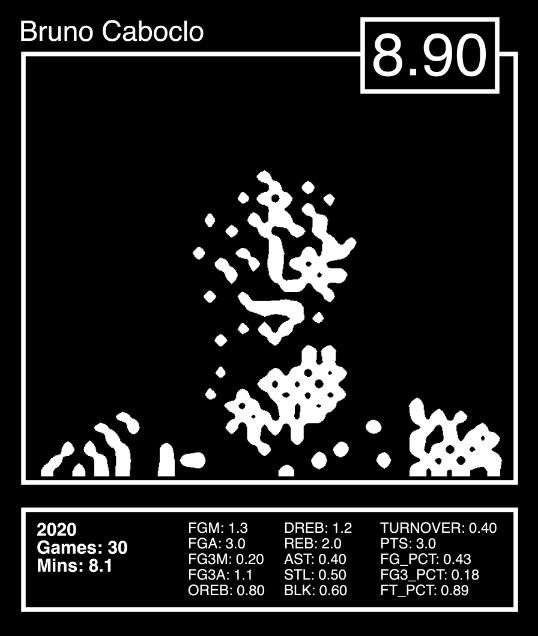 Bruno Caboclo
8.90
2020
Games: 30
Mins: 8.1
FGM: 1.3
FGA: 3.0
FG3M: 0.20
FG3A: 1.1
OREB: 0.80
DREB: 1.2
REB: 2.0
AST: 0.40
STL: 0.50
BLK: 0.60
TURNOVER: 0.40
PTS: 3.0
FG_PCT: 0.43
FG3_PCT: 0.18
FT_PCT: 0.89